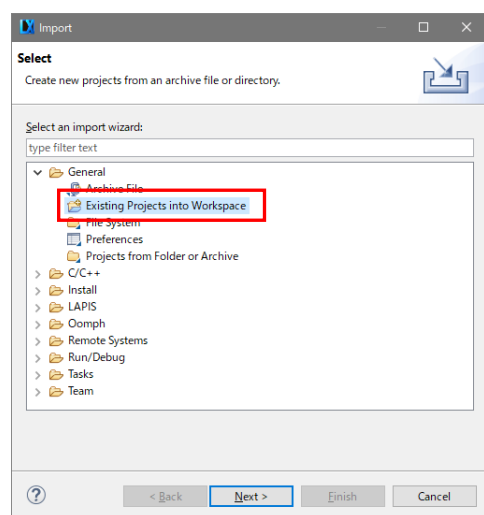 Import
Select
Create new projects from an archive file or directory.
Select an import wizard:
type filter text
General
Archive File
Existing Projects into Workspace
File System
Preferences
Projects from Folder or Archive
C/C++
Install
LAPIS
Oomph
Remote Systems
Run/Debug
Tasks
Team
?
< Back
Next >
Finish
Cancel